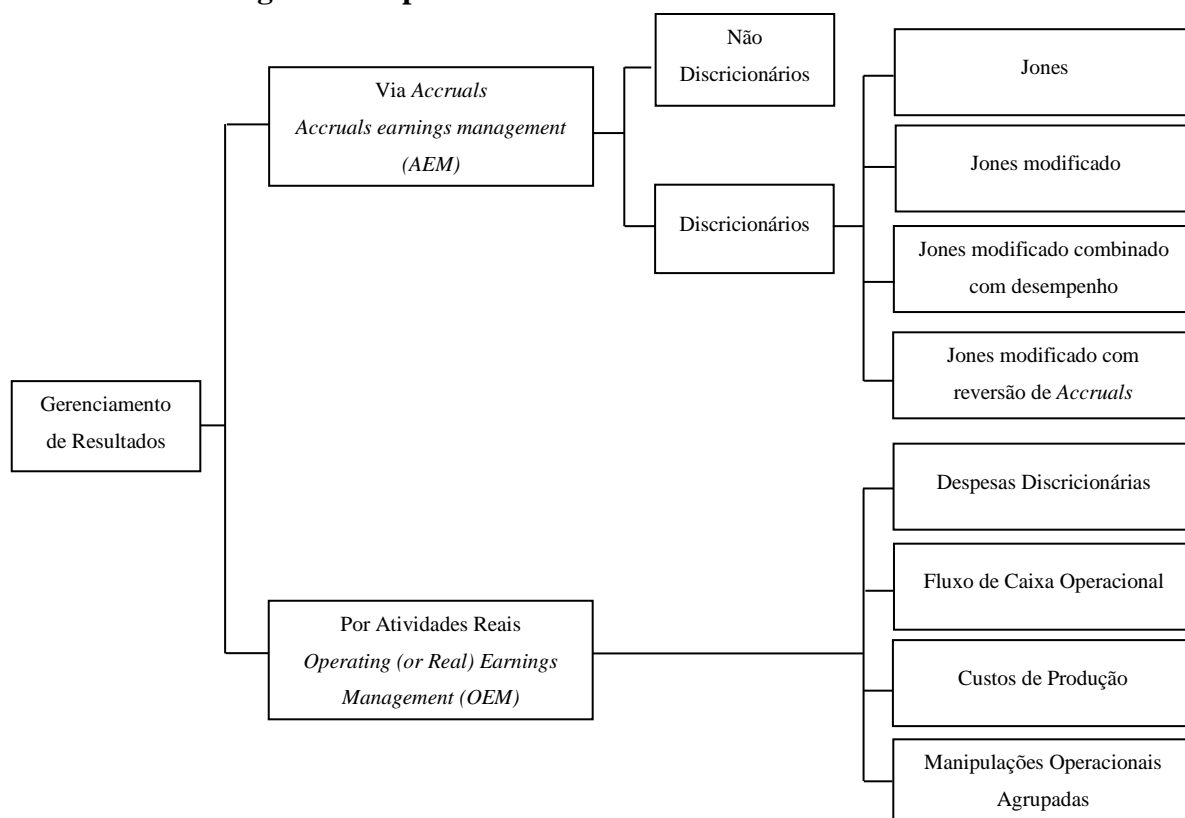 Não
Discricionários
Via Accruals
Accruals earnings management
(AEM)
Discricionários
Jones
Jones modificado
Jones modificado combinado
com desempenho
Jones modificado com
reversão de Accruals
Gerenciamento
de Resultados
Por Atividades Reais
Operating (or Real) Earnings
Management (OEM)
Despesas Discricionárias
Fluxo de Caixa Operacional
Custos de Produção
Manipulações Operacionais
Agrupadas